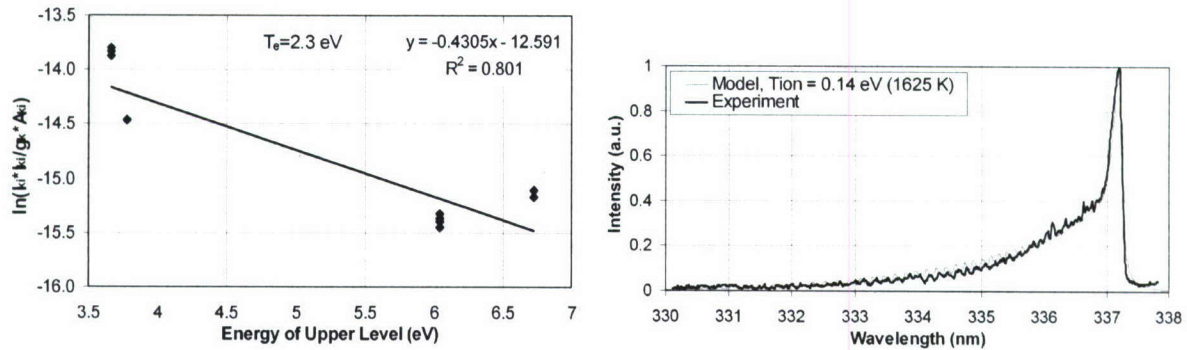 -13.5
-14.0
-14.5
-15.0
-15.5
-16.0
Te=2.3 eV
y = -0.4305x - 12.591
R² = 0.801
ln(λki*Iki/gk*Aki)
3.5 4 4.5 5 5.5 6 6.5 7
Energy of Upper Level (eV)
1
0.8
0.6
0.4
0.2
0
Model, Tion = 0.14 eV (1625 K)
Experiment
Intensity (a.u.)
330 331 332 333 334 335 336 337 338
Wavelength (nm)